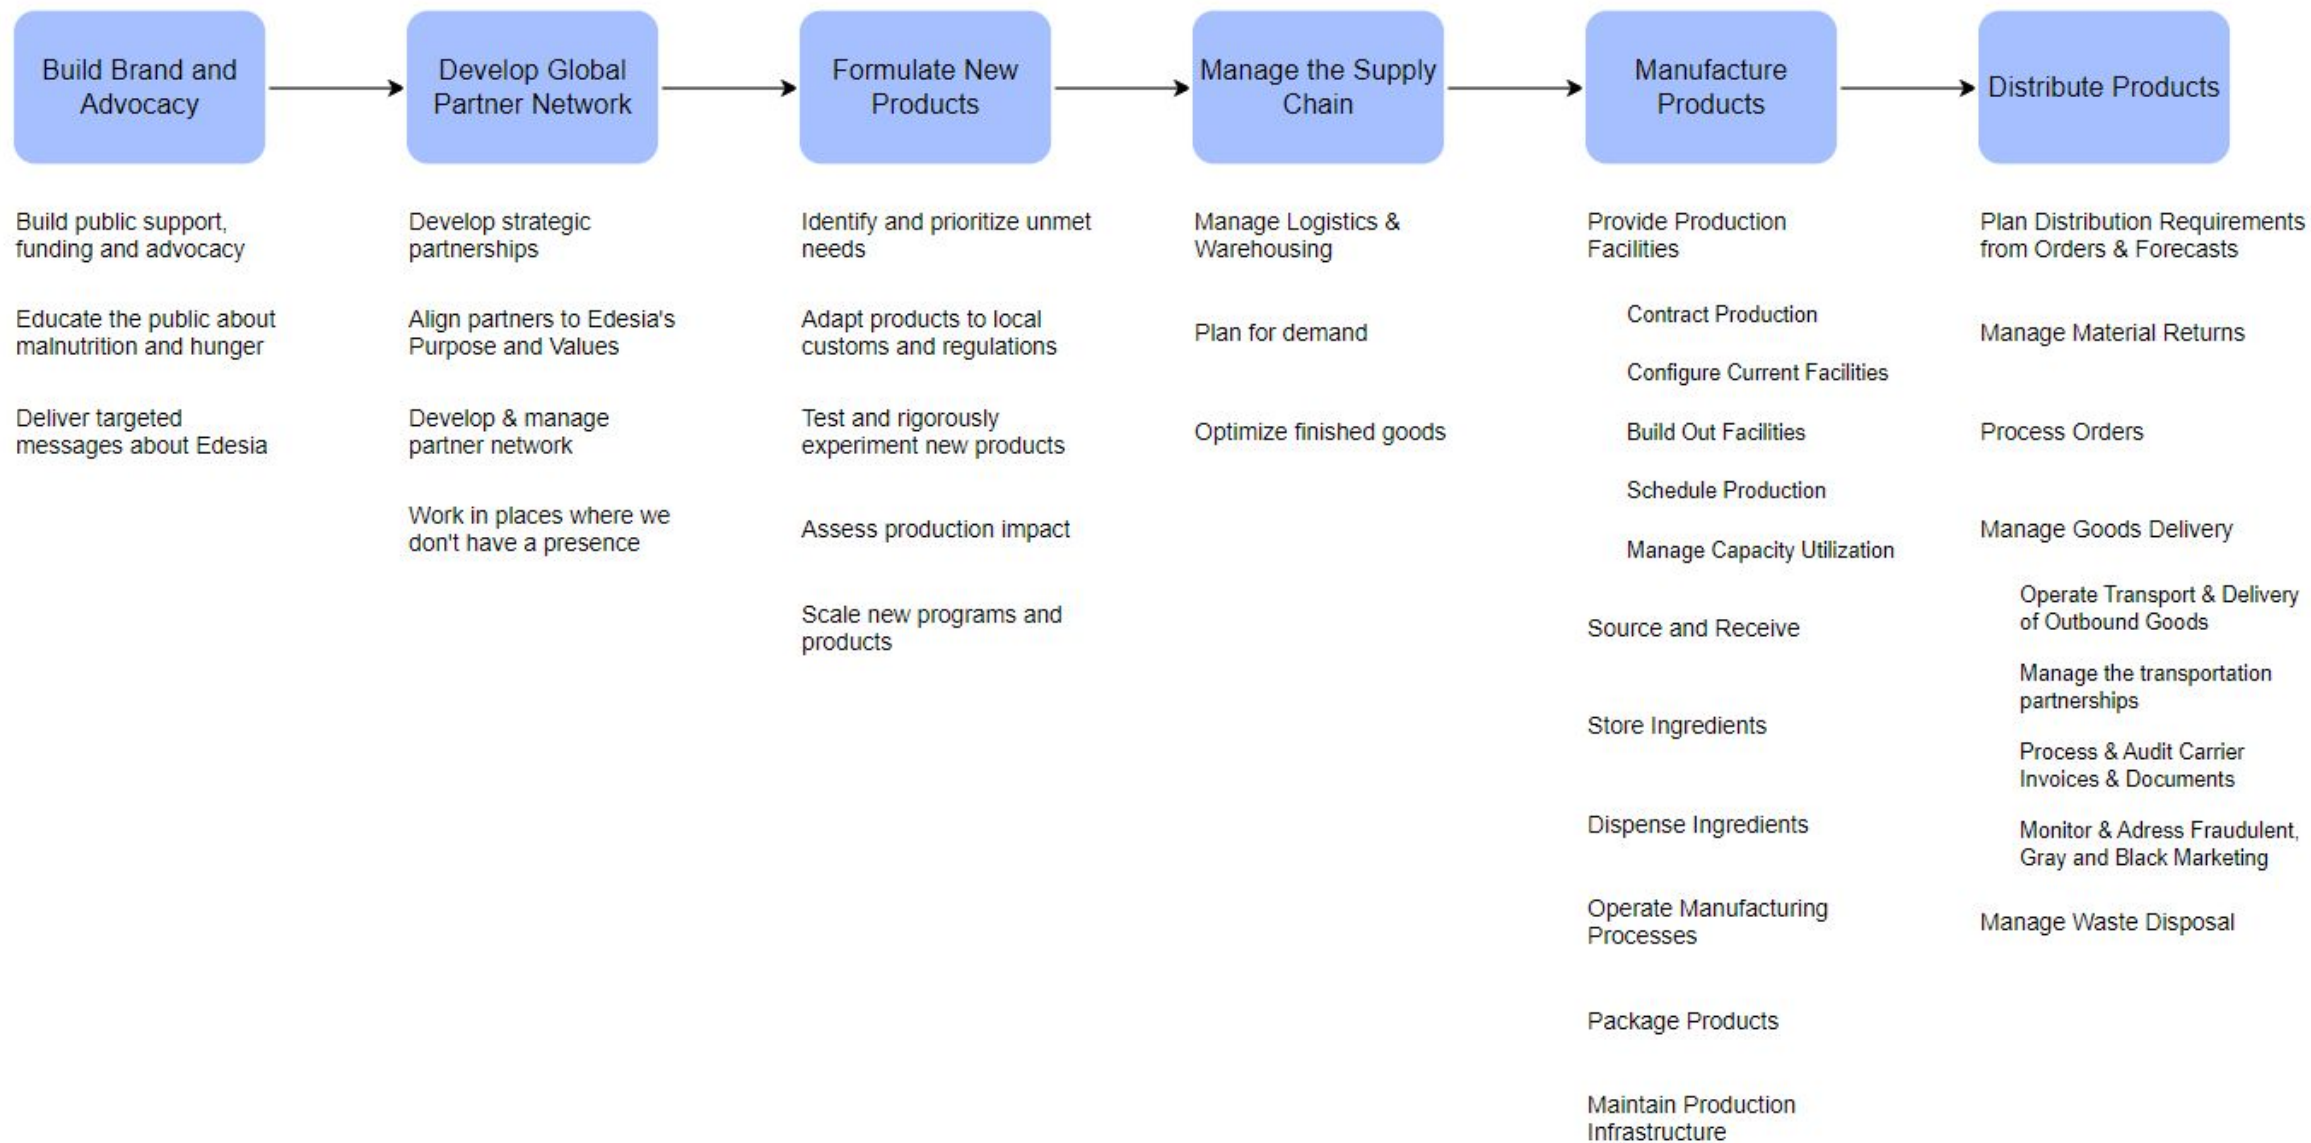 Build Brand and
Advocacy
Develop Global
Partner Network
Formulate New
Products
Manage the Supply
Chain
Manufacture
Products
Distribute Products
Build public support,
funding and advocacy
Educate the public about
malnutrition and hunger
Deliver targeted
messages about Edesia
Develop strategic
partnerships
Align partners to Edesia's
Purpose and Values
Develop & manage
partner network
Work in places where we
don't have a presence
Identify and prioritize unmet
needs
Adapt products to local
customs and regulations
Test and rigorously
experiment new products
Assess production impact
Scale new programs and
products
Manage Logistics &
Warehousing
Plan for demand
Optimize finished goods
Provide Production
Facilities
Contract Production
Configure Current Facilities
Build Out Facilities
Schedule Production
Manage Capacity Utilization
Source and Receive
Store Ingredients
Dispense Ingredients
Operate Manufacturing
Processes
Package Products
Maintain Production
Infrastructure
Plan Distribution Requirements
from Orders & Forecasts
Manage Material Returns
Process Orders
Manage Goods Delivery
Operate Transport & Delivery
of Outbound Goods
Manage the transportation
partnerships
Process & Audit Carrier
Invoices & Documents
Monitor & Adress Fraudulent,
Gray and Black Marketing
Manage Waste Disposal